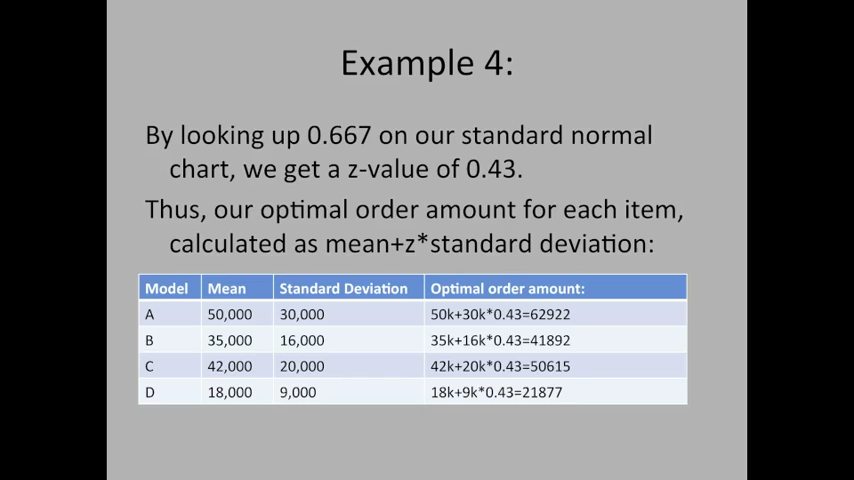 Example 4:
By looking up 0.667 on our standard normal
chart, we get a z-value of 0.43.
Thus, our optimal order amount for each item,
calculated as mean+z*standard deviation:
Model Mean Standard Deviation Optimal order amount:
A 50,000 30,000 50k+30k*0.43=62922
B 35,000 16,000 35k+16k*0.43=41892
C 42,000 20,000 42k+20k*0.43=50615
D 18,000 9,000 18k+9k*0.43=21877